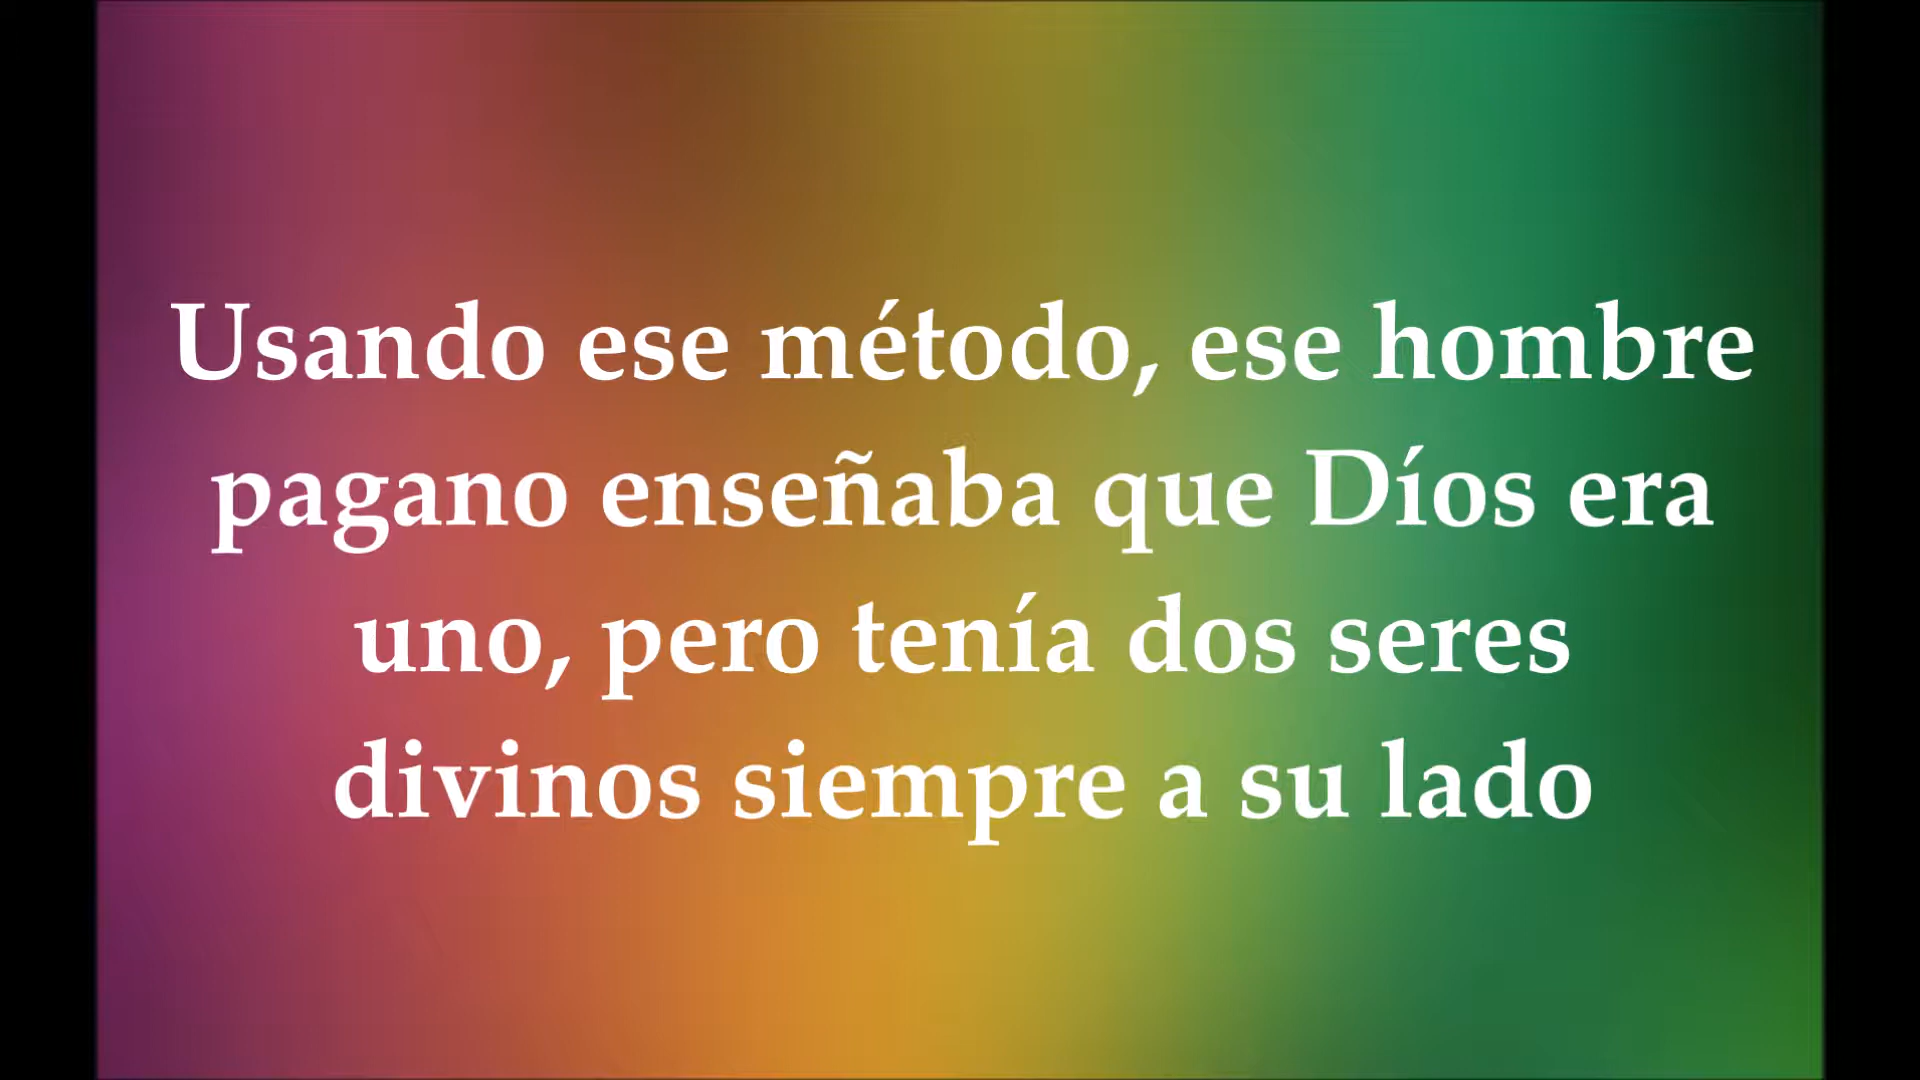 Usando ese método, ese hombre
pagano enseñaba que Díos era
uno, pero tenía dos seres
divinos siempre a su lado